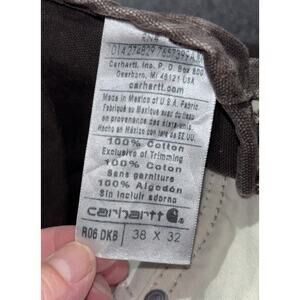 Carhartt, Inc. P.O. Box 600
Dearborn, MI 48121 USA
carhartt.com
Made in Mexico of U.S.A. Fabric
Fabriqué au Mexique avec du tissu
en provenance des états-unis.
Hecho en México con tela de EE.UU.
100% Cotton
Exclusive of Trimming
100% Coton
Sans garniture
100% Algodón
Sin incluir adorno
carhartt
R06 DKB 38 X 32